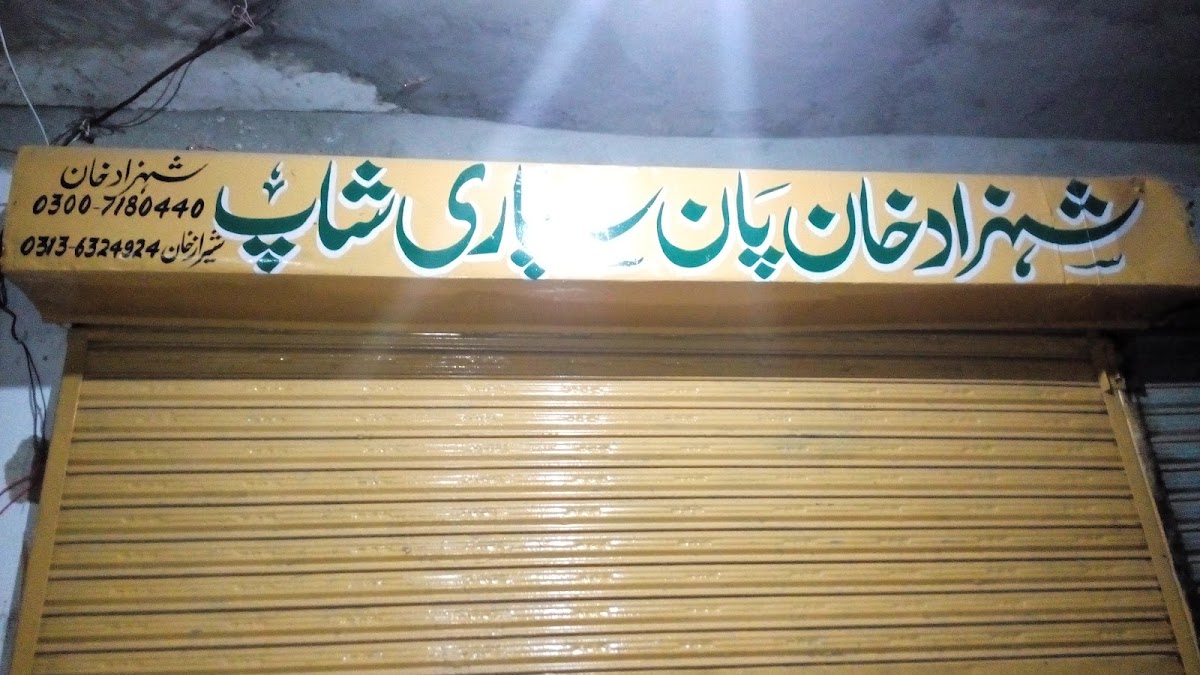 شہزاد خان پان سپاری شاپ
شہزاد خان
0300-7180440
شیراز خان 0313-6324924